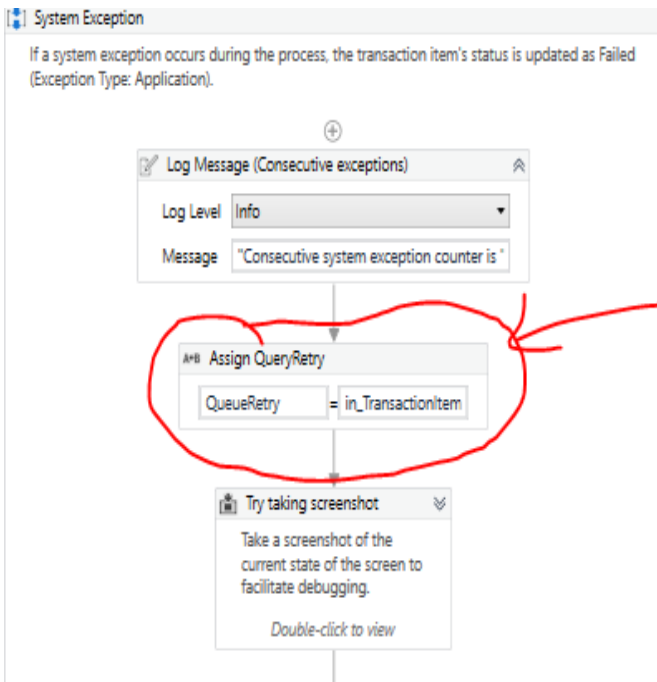 System Exception
If a system exception occurs during the process, the transaction item's status is updated as Failed
(Exception Type: Application).
Log Message (Consecutive exceptions)
Log Level Info
Message "Consecutive system exception counter is "
A+B Assign QueryRetry
QueueRetry = in_TransactionItem
Try taking screenshot
Take a screenshot of the
current state of the screen to
facilitate debugging.
Double-click to view